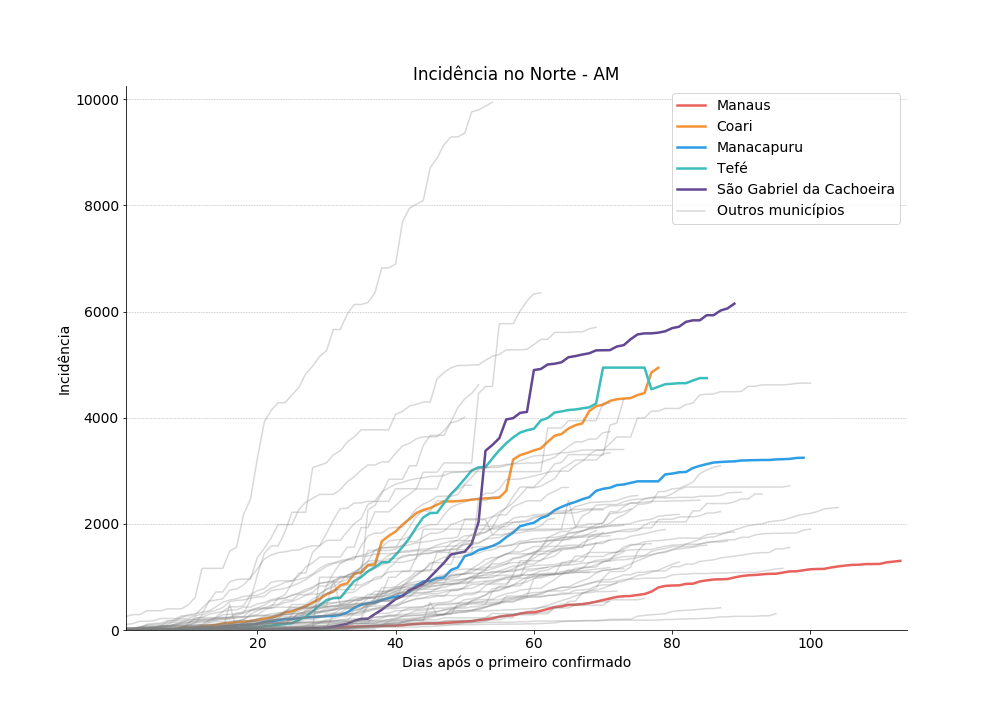 Incidência no Norte - AM
Manaus
Coari
Manacapuru
Tefé
São Gabriel da Cachoeira
Outros municípios
10000
8000
6000
4000
2000
0
Incidência
20
40
60
80
100
Dias após o primeiro confirmado